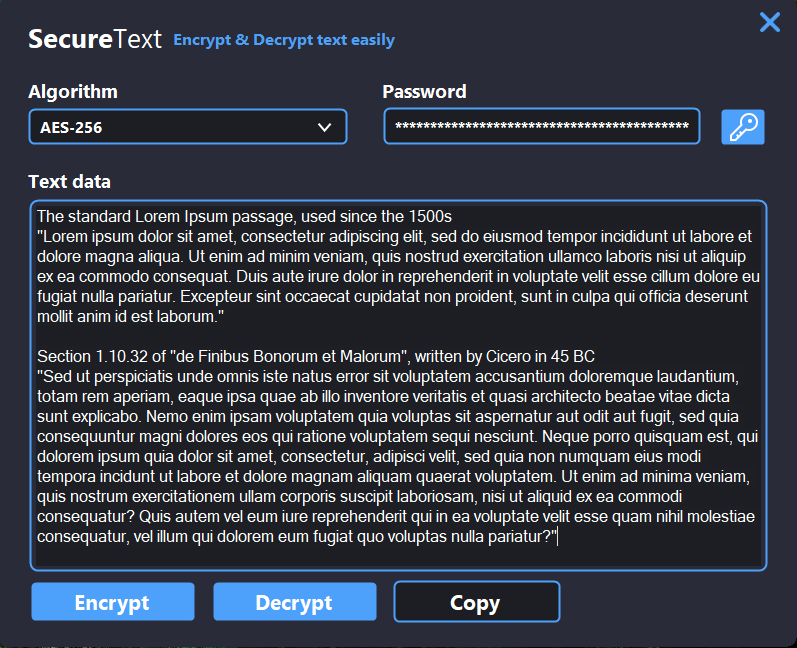 SecureText Encrypt & Decrypt text easily
Algorithm Password
AES-256 ******************************************
Text data
The standard Lorem Ipsum passage, used since the 1500s
"Lorem ipsum dolor sit amet, consectetur adipiscing elit, sed do eiusmod tempor incididunt ut labore et
dolore magna aliqua. Ut enim ad minim veniam, quis nostrud exercitation ullamco laboris nisi ut aliquip
ex ea commodo consequat. Duis aute irure dolor in reprehenderit in voluptate velit esse cillum dolore eu
fugiat nulla pariatur. Excepteur sint occaecat cupidatat non proident, sunt in culpa qui officia deserunt
mollit anim id est laborum."
Section 1.10.32 of "de Finibus Bonorum et Malorum", written by Cicero in 45 BC
"Sed ut perspiciatis unde omnis iste natus error sit voluptatem accusantium doloremque laudantium,
totam rem aperiam, eaque ipsa quae ab illo inventore veritatis et quasi architecto beatae vitae dicta
sunt explicabo. Nemo enim ipsam voluptatem quia voluptas sit aspernatur aut odit aut fugit, sed quia
consequuntur magni dolores eos qui ratione voluptatem sequi nesciunt. Neque porro quisquam est, qui
dolorem ipsum quia dolor sit amet, consectetur, adipisci velit, sed quia non numquam eius modi
tempora incidunt ut labore et dolore magnam aliquam quaerat voluptatem. Ut enim ad minima veniam,
quis nostrum exercitationem ullam corporis suscipit laboriosam, nisi ut aliquid ex ea commodi
consequatur? Quis autem vel eum iure reprehenderit qui in ea voluptate velit esse quam nihil molestiae
consequatur, vel illum qui dolorem eum fugiat quo voluptas nulla pariatur?"
Encrypt Decrypt Copy